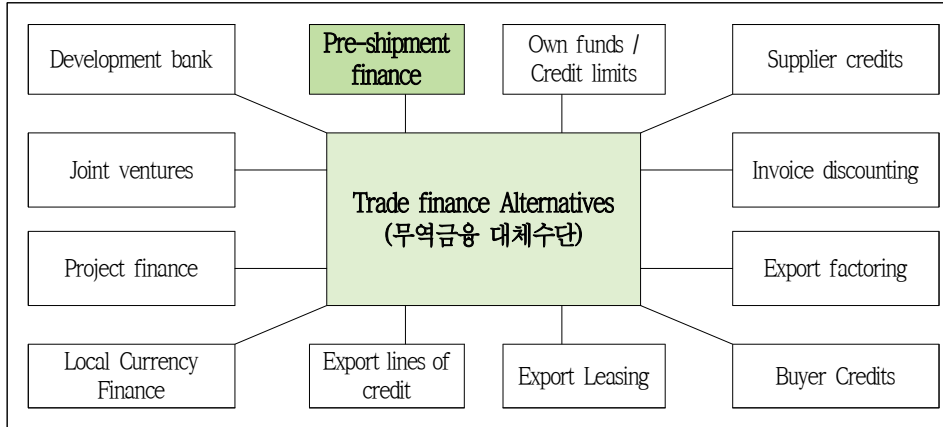 Development bank
Pre-shipment
finance
Own funds /
Credit limits
Supplier credits
Joint ventures
Trade finance Alternatives
(무역금융 대체수단)
Invoice discounting
Project finance
Export factoring
Local Currency
Finance
Export lines of
credit
Export Leasing
Buyer Credits